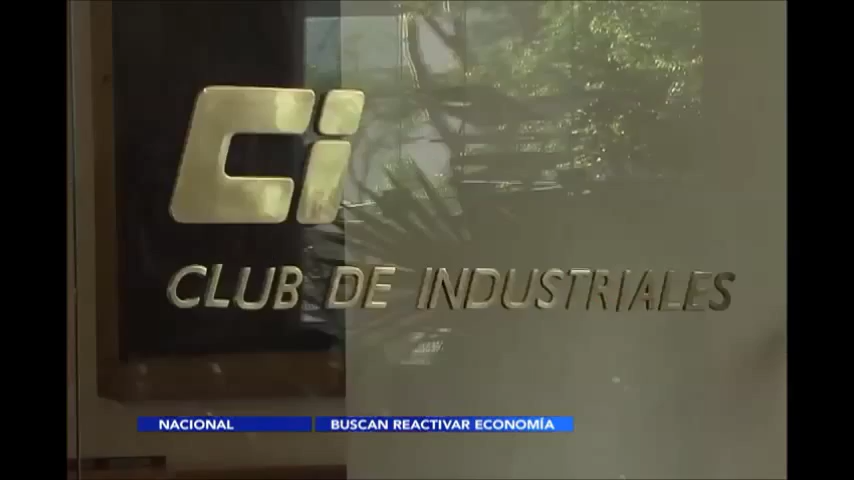 Ci
CLUB DE INDUSTRIALES
NACIONAL
BUSCAN REACTIVAR ECONOMÍA